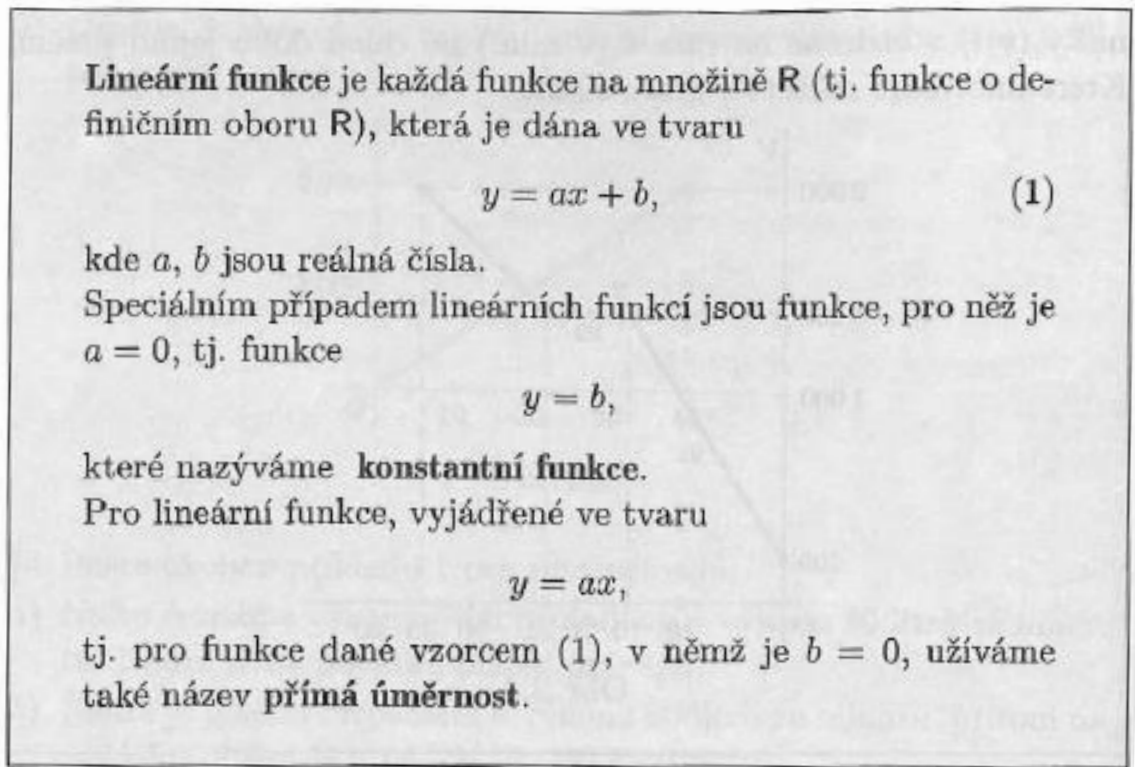 Lineární funkce je každá funkce na množině R (tj. funkce o de-
finičním oboru R), která je dána ve tvaru
y = ax + b, (1)
kde a, b jsou reálná čísla.
Speciálním případem lineárních funkcí jsou funkce, pro něž je
a = 0, tj. funkce
y = b,
které nazýváme konstantní funkce.
Pro lineární funkce, vyjádřené ve tvaru
y = ax,
tj. pro funkce dané vzorcem (1), v němž je b = 0, užíváme
také název přímá úměrnost.